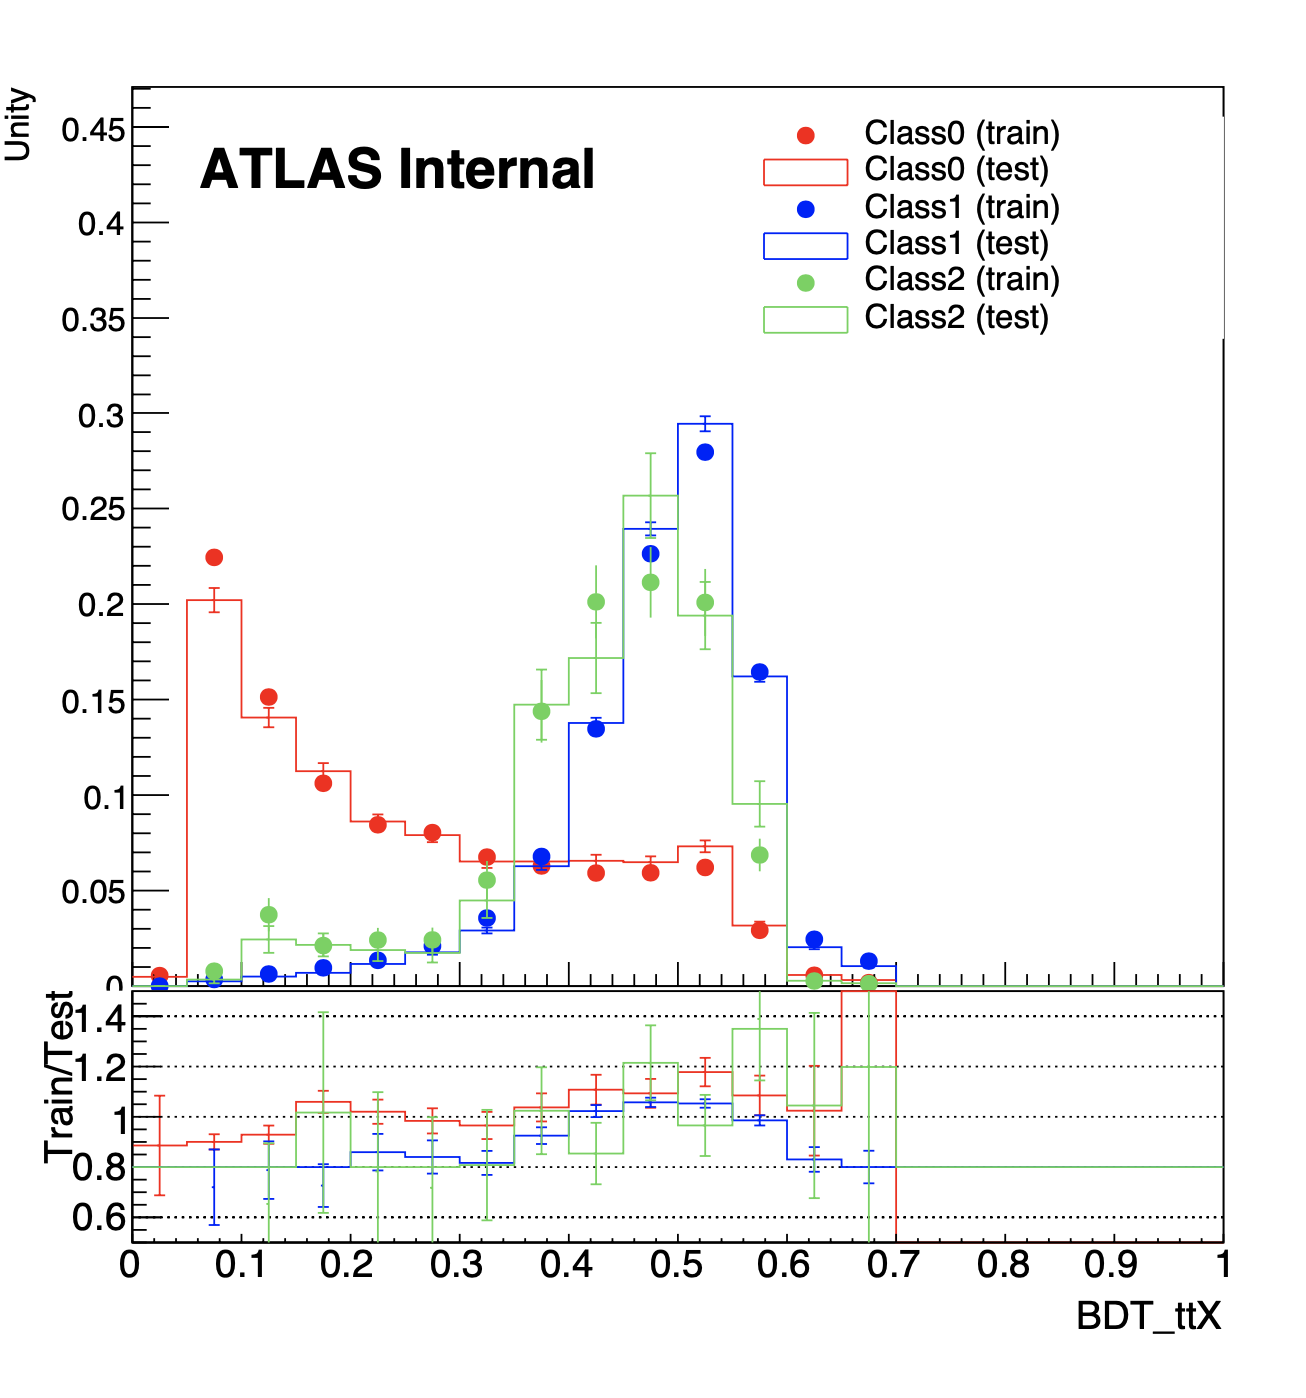 Unity
ATLAS Internal
Class0 (train)
Class0 (test)
Class1 (train)
Class1 (test)
Class2 (train)
Class2 (test)
0.45
0.4
0.35
0.3
0.25
0.2
0.15
0.1
0.05
0
Train/Test
1.4
1.2
1
0.8
0.6
0 0.1 0.2 0.3 0.4 0.5 0.6 0.7 0.8 0.9 1
BDT_ttX